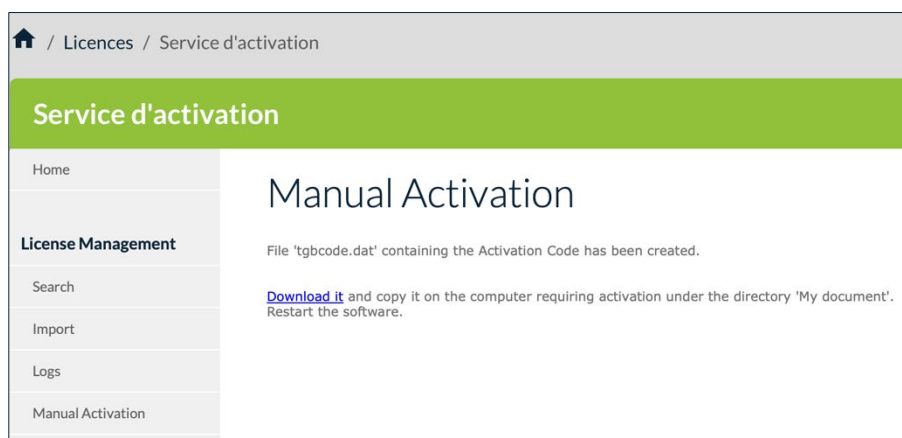 / Licences / Service d'activation
Service d'activation
Home
License Management
Search
Import
Logs
Manual Activation
Manual Activation
File 'tgbcode.dat' containing the Activation Code has been created.
Download it and copy it on the computer requiring activation under the directory 'My document'.
Restart the software.